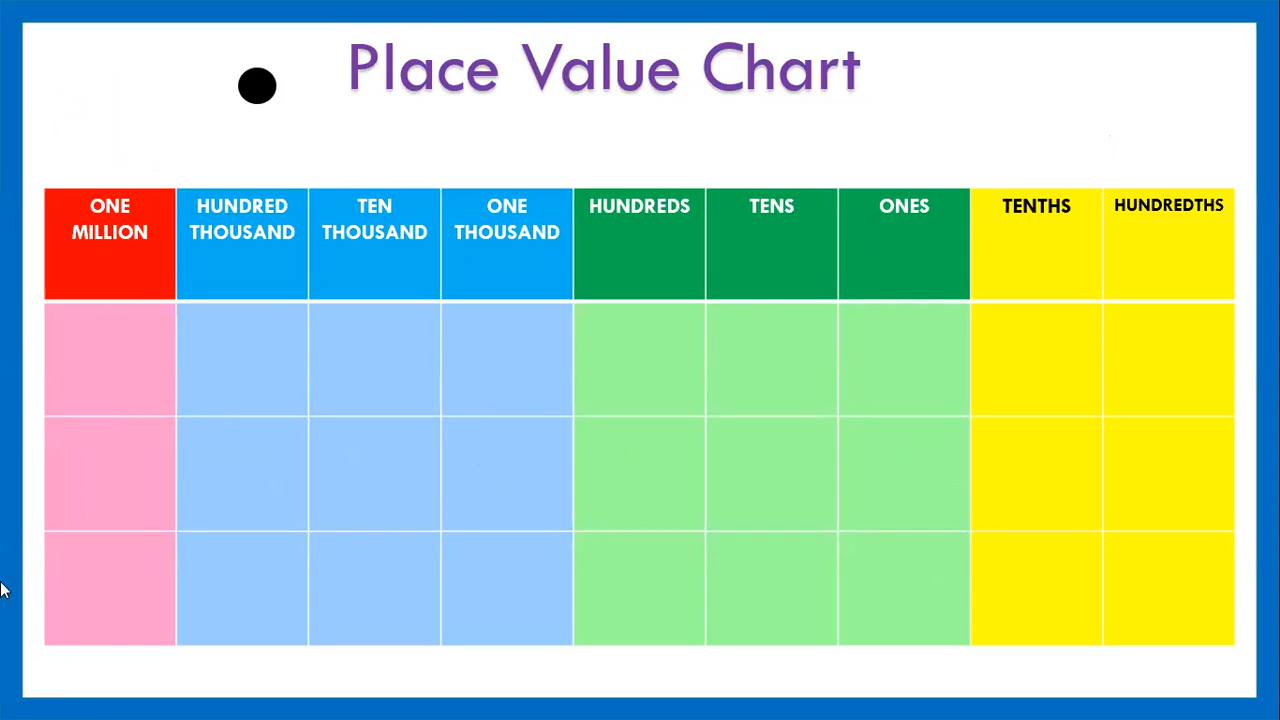 Place Value Chart
ONE
MILLION
HUNDRED
THOUSAND
TEN
THOUSAND
ONE
THOUSAND
HUNDREDS
TENS
ONES
TENTHS
HUNDREDTHS